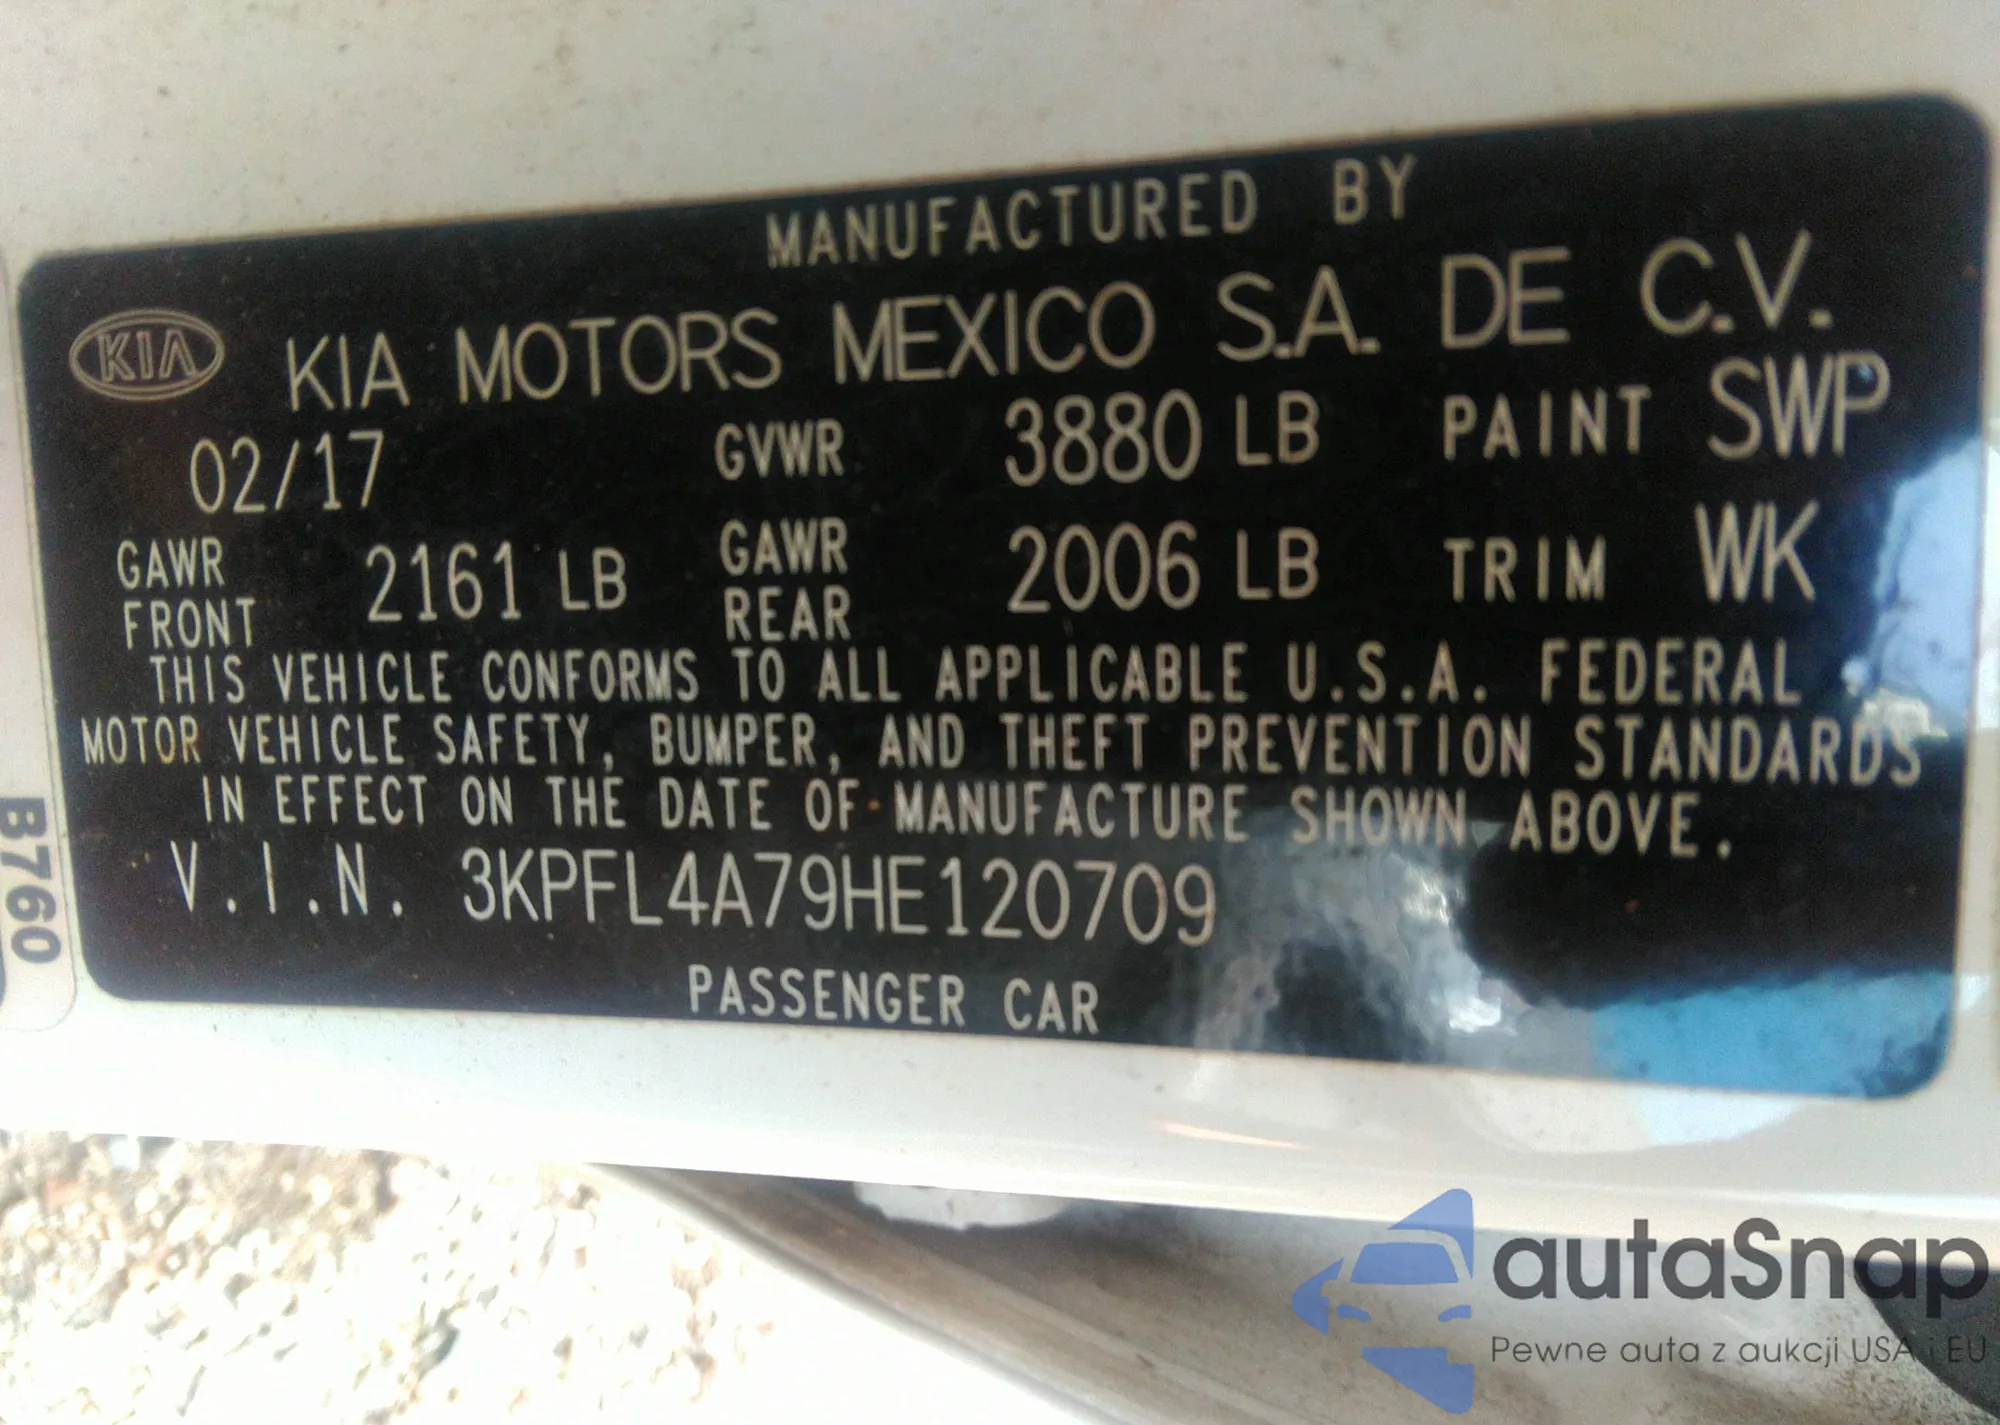 MANUFACTURED BY
KIA KIA MOTORS MEXICO S.A. DE C.V.
02/17 GVWR 3880 LB PAINT SWP
GAWR FRONT 2161 LB GAWR REAR 2006 LB TRIM WK
THIS VEHICLE CONFORMS TO ALL APPLICABLE U.S.A. FEDERAL
MOTOR VEHICLE SAFETY, BUMPER, AND THEFT PREVENTION STANDARDS
IN EFFECT ON THE DATE OF MANUFACTURE SHOWN ABOVE.
V.I.N. 3KPFL4A79HE120709
PASSENGER CAR
B760
autaSnap
Pewne auta z aukcji USA i EU